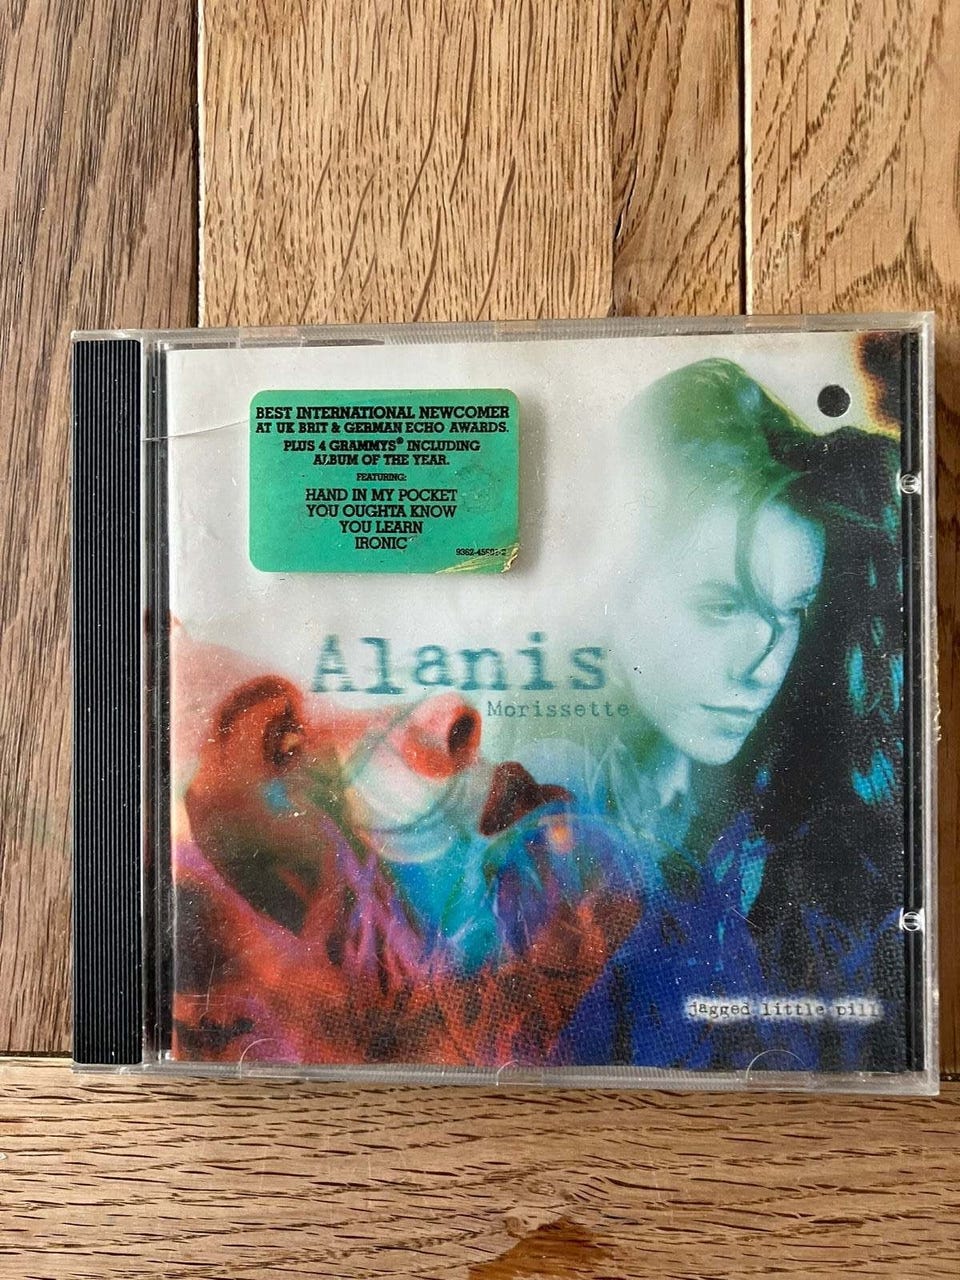 BEST INTERNATIONAL NEWCOMER
AT UK BRIT & GERMAN ECHO AWARDS.
PLUS 4 GRAMMYS® INCLUDING
ALBUM OF THE YEAR.
FEATURING:
HAND IN MY POCKET
YOU OUGHTA KNOW
YOU LEARN
IRONIC
Alanis
Morissette
jagged little pill